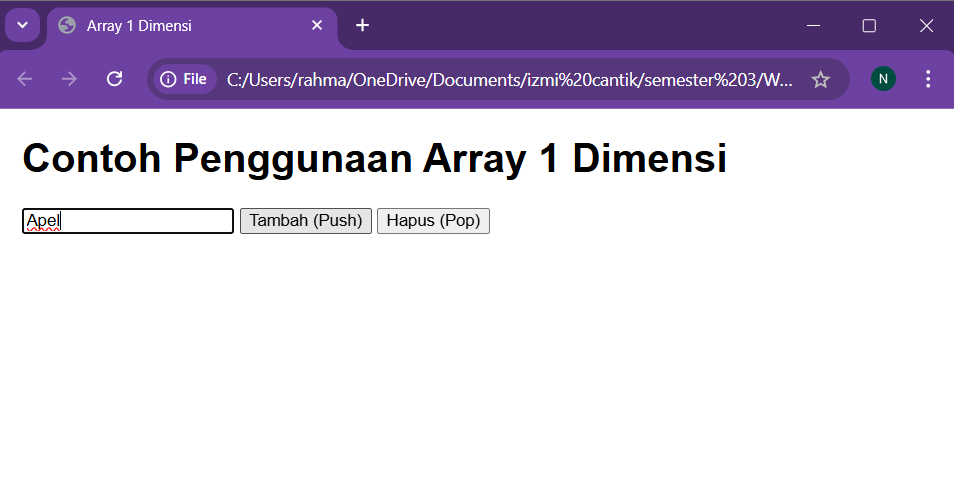 Array 1 Dimensi
File C:/Users/rahma/OneDrive/Documents/izmi%20cantik/semester%203/W...
N
Contoh Penggunaan Array 1 Dimensi
Apel Tambah (Push) Hapus (Pop)